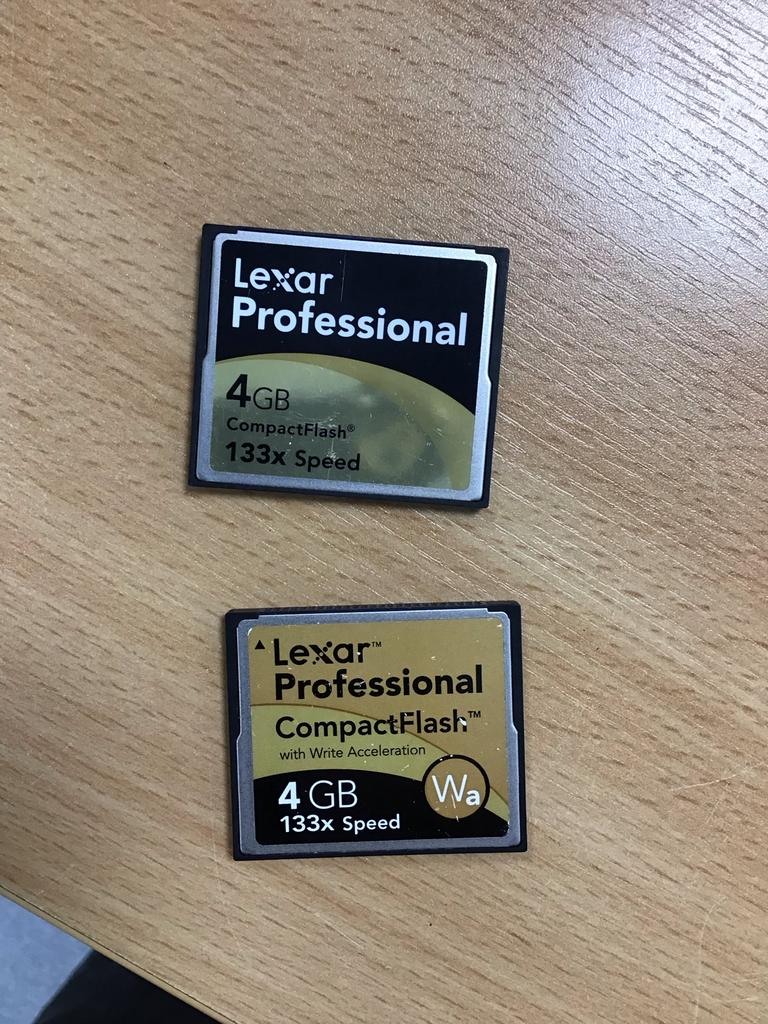 Lexar
Professional
4GB
CompactFlash®
133x Speed
▲ Lexar™
Professional
CompactFlash™
with Write Acceleration
Wa
4 GB
133x Speed